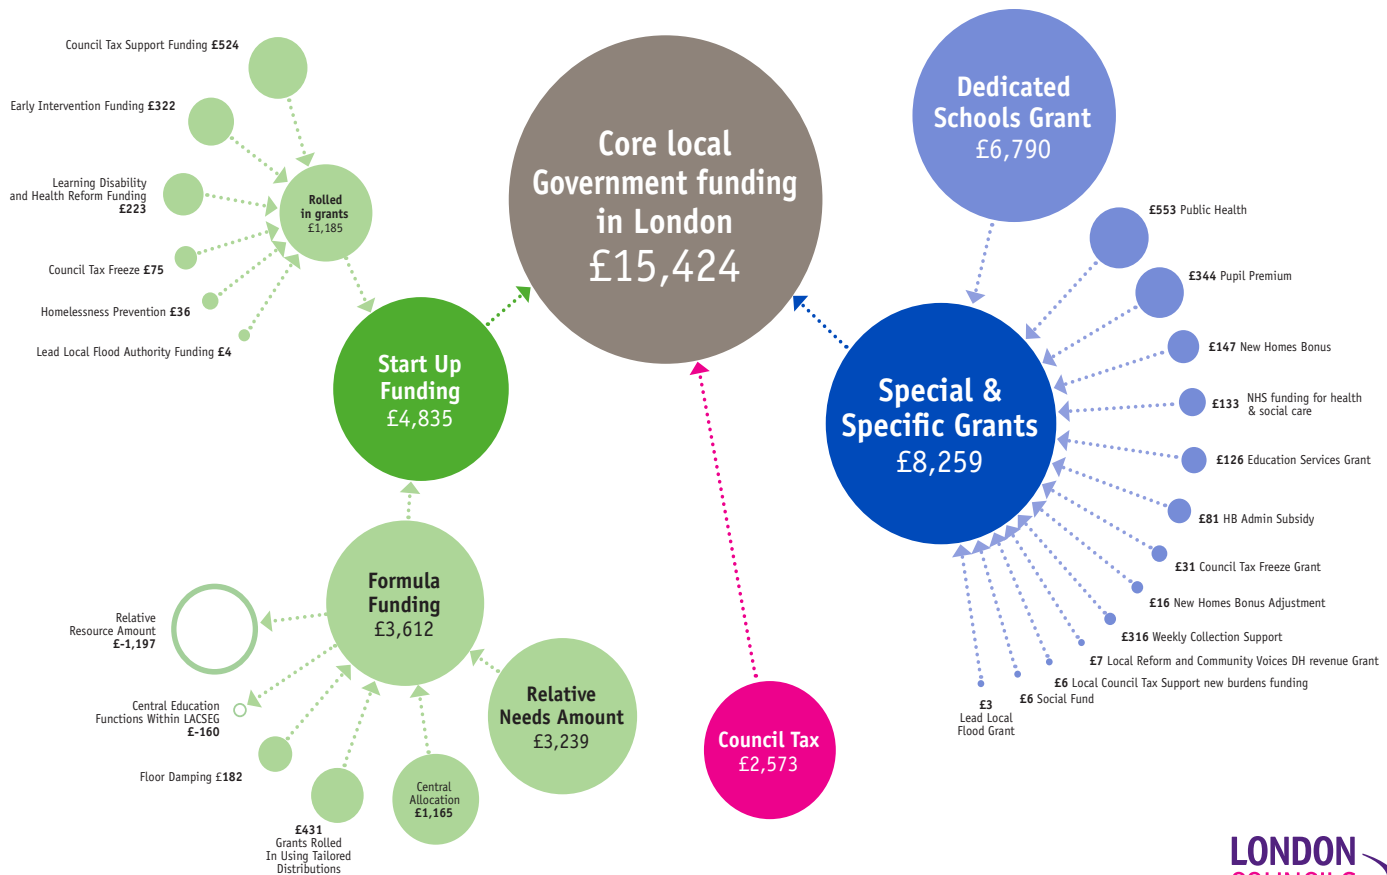 Council Tax Support Funding £524
Early Intervention Funding £322
Learning Disability
and Health Reform Funding
£223
Council Tax Freeze £75
Homelessness Prevention £36
Lead Local Flood Authority Funding £4
Rolled
in grants
£1,185
Start Up
Funding
£4,835
Formula
Funding
£3,612
Relative
Resource Amount
£-1,197
Central Education
Functions Within LACSEG
£-160
Floor Damping £182
£431
Grants Rolled
In Using Tailored
Distributions
Central
Allocation
£1,165
Relative
Needs Amount
£3,239
Core local
Government funding
in London
£15,424
Council Tax
£2,573
Dedicated
Schools Grant
£6,790
Special &
Specific Grants
£8,259
£553 Public Health
£344 Pupil Premium
£147 New Homes Bonus
£133 NHS funding for health
& social care
£126 Education Services Grant
£81 HB Admin Subsidy
£31 Council Tax Freeze Grant
£16 New Homes Bonus Adjustment
£316 Weekly Collection Support
£7 Local Reform and Community Voices DH revenue Grant
£6 Local Council Tax Support new burdens funding
£6 Social Fund
£3
Lead Local
Flood Grant
LONDON